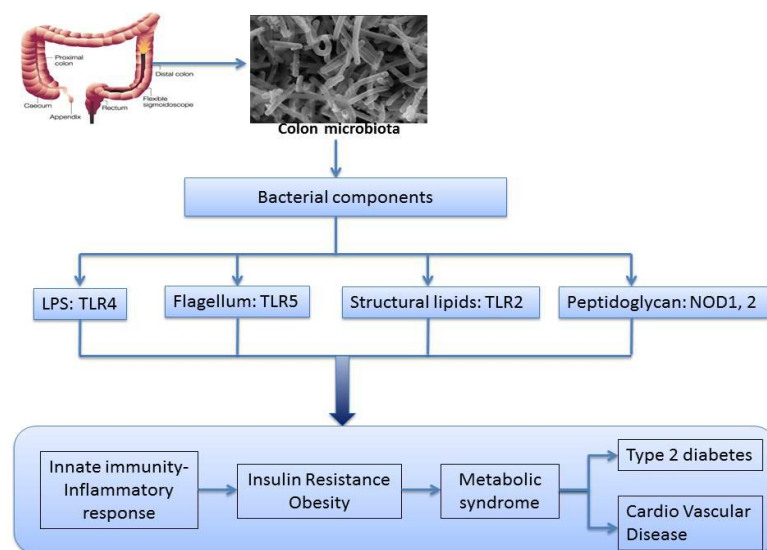 Proximal
colon
Distal colon
Caecum
Appendix
Rectum
Flexible
sigmoidoscope
Colon microbiota
Bacterial components
LPS: TLR4
Flagellum: TLR5
Structural lipids: TLR2
Peptidoglycan: NOD1, 2
Innate immunity-
Inflammatory
response
Insulin Resistance
Obesity
Metabolic
syndrome
Type 2 diabetes
Cardio Vascular
Disease